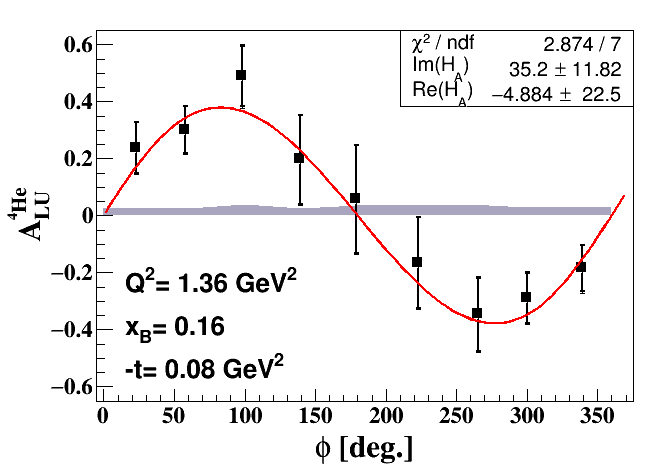 χ² / ndf 2.874 / 7
Im(H_A) 35.2 ± 11.82
Re(H_A) −4.884 ± 22.5
0.6
0.4
0.2
0
−0.2
−0.4
−0.6
A_LU^4He
Q²= 1.36 GeV²
x_B= 0.16
-t= 0.08 GeV²
0 50 100 150 200 250 300 350
ϕ [deg.]